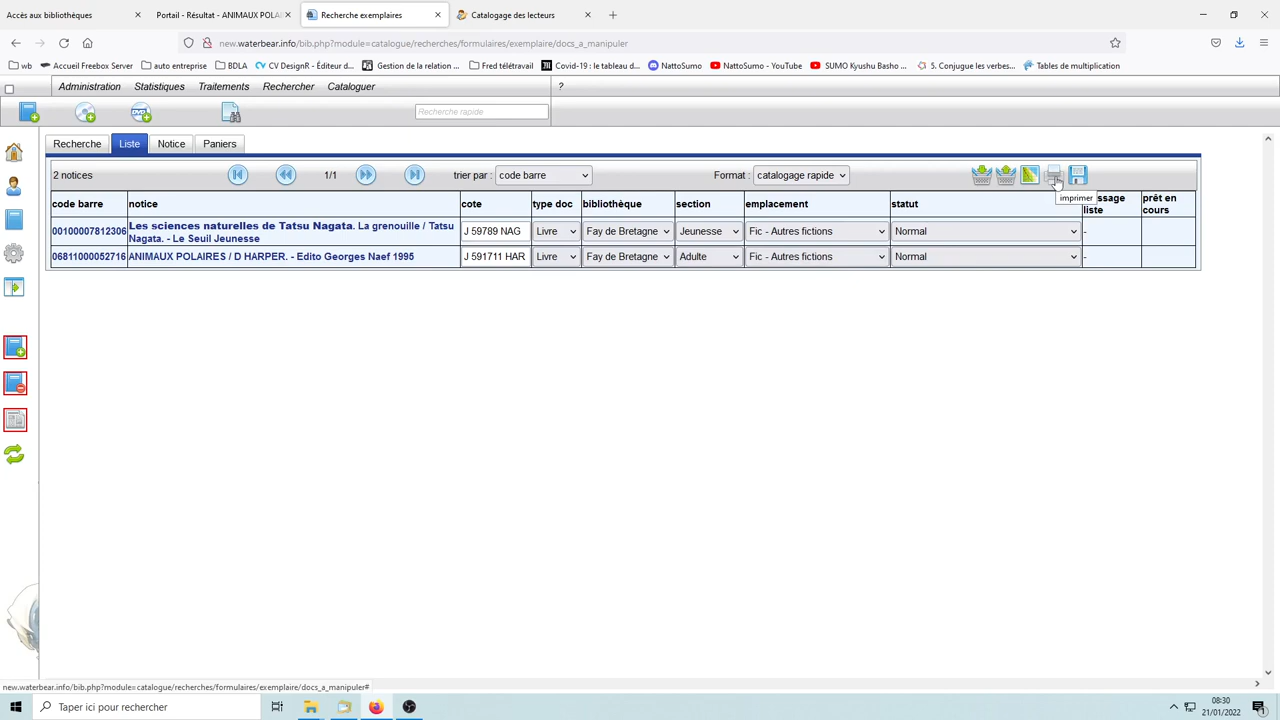 Accès aux bibliothèques
Portail - Résultat - ANIMAUX POLAI
Recherche exemplaires
Catalogage des lecteurs
new.waterbear.info/bib.php?module=catalogue/recherches/formulaires/exemplaire/docs_a_manipuler
wb
Accueil Freebox Server
auto entreprise
BDLA
CV DesignR - Éditeur d...
Gestion de la relation ...
Fred télétravail
Covid-19 : le tableau d...
NattoSumo
NattoSumo - YouTube
SUMO Kyushu Basho ...
5. Conjugue les verbes...
Tables de multiplication
Administration Statistiques Traitements Rechercher Cataloguer ?
Recherche rapide
Recherche Liste Notice Paniers
2 notices 1/1 trier par : code barre Format : catalogage rapide
imprimer
code barre notice cote type doc bibliothèque section emplacement statut liste prêt en cours
00100007812306 Les sciences naturelles de Tatsu Nagata. La grenouille / Tatsu Nagata. - Le Seuil Jeunesse J 59789 NAG Livre Fay de Bretagne Jeunesse Fic - Autres fictions Normal -
06811000052716 ANIMAUX POLAIRES / D HARPER. - Edito Georges Naef 1995 J 591711 HAR Livre Fay de Bretagne Adulte Fic - Autres fictions Normal -
new.waterbear.info/bib.php?module=catalogue/recherches/formulaires/exemplaire/docs_a_manipuler#
Taper ici pour rechercher
08:30
21/01/2022